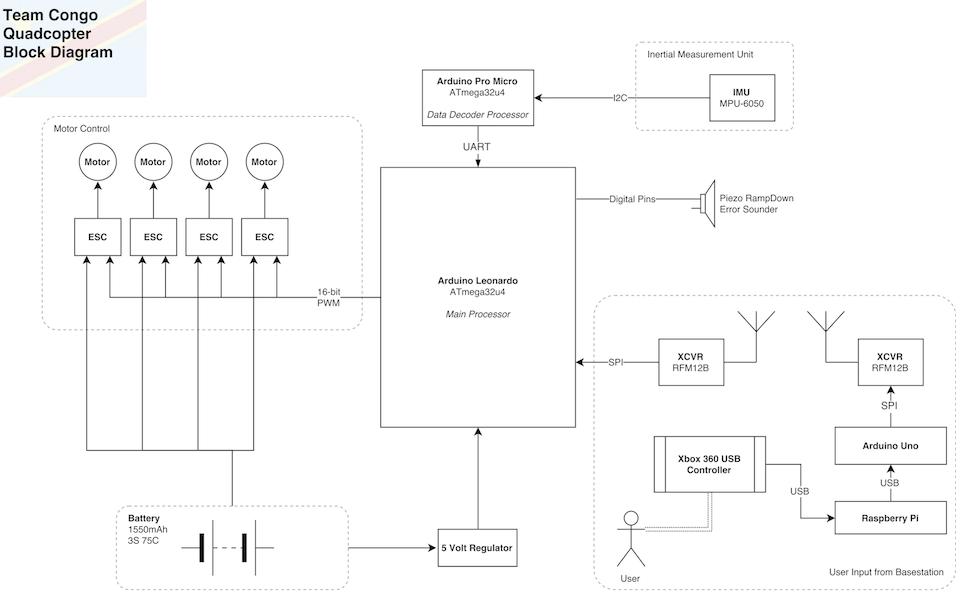 Team Congo
Quadcopter
Block Diagram
Inertial Measurement Unit
IMU
MPU-6050
I2C
Arduino Pro Micro
ATmega32u4
Data Decoder Processor
UART
Motor Control
Motor
Motor
Motor
Motor
ESC
ESC
ESC
ESC
16-bit
PWM
Digital Pins
Piezo RampDown
Error Sounder
Arduino Leonardo
ATmega32u4
Main Processor
SPI
XCVR
RFM12B
XCVR
RFM12B
SPI
Arduino Uno
USB
Raspberry Pi
Xbox 360 USB
Controller
USB
User
User Input from Basestation
Battery
1550mAh
3S 75C
5 Volt Regulator